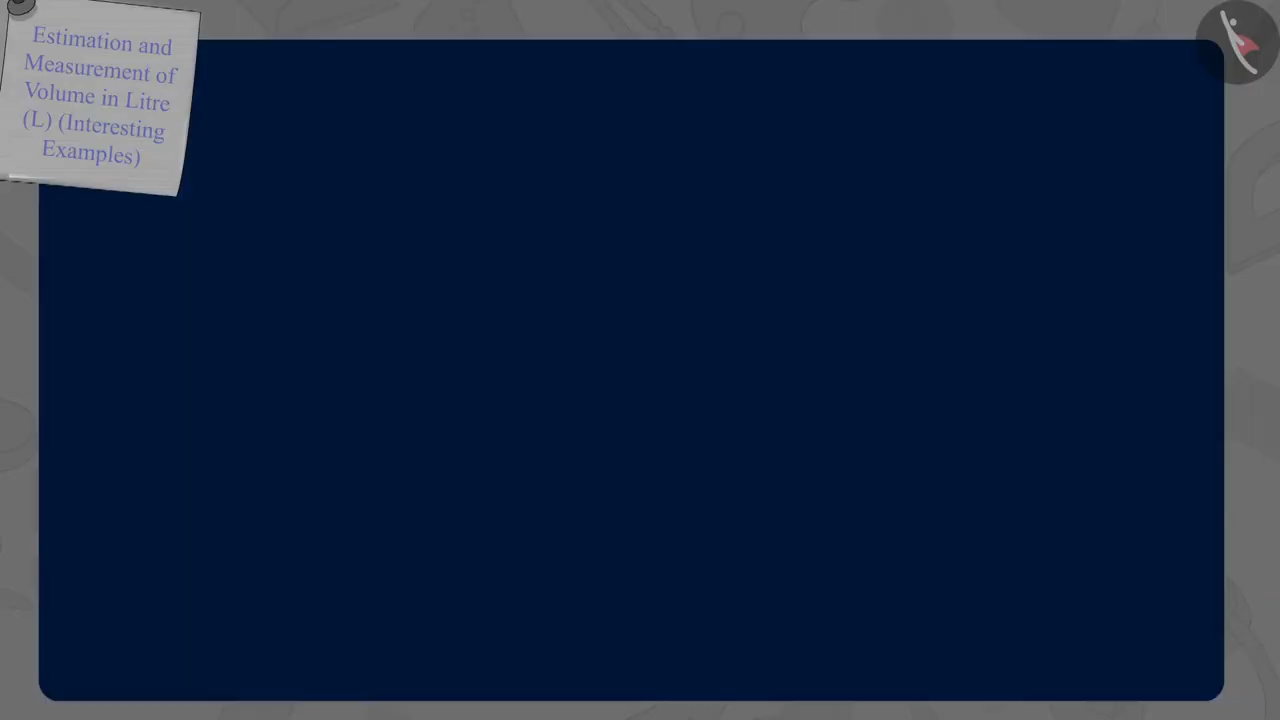 Estimation and
Measurement of
Volume in Litre
(L) (Interesting
Examples)